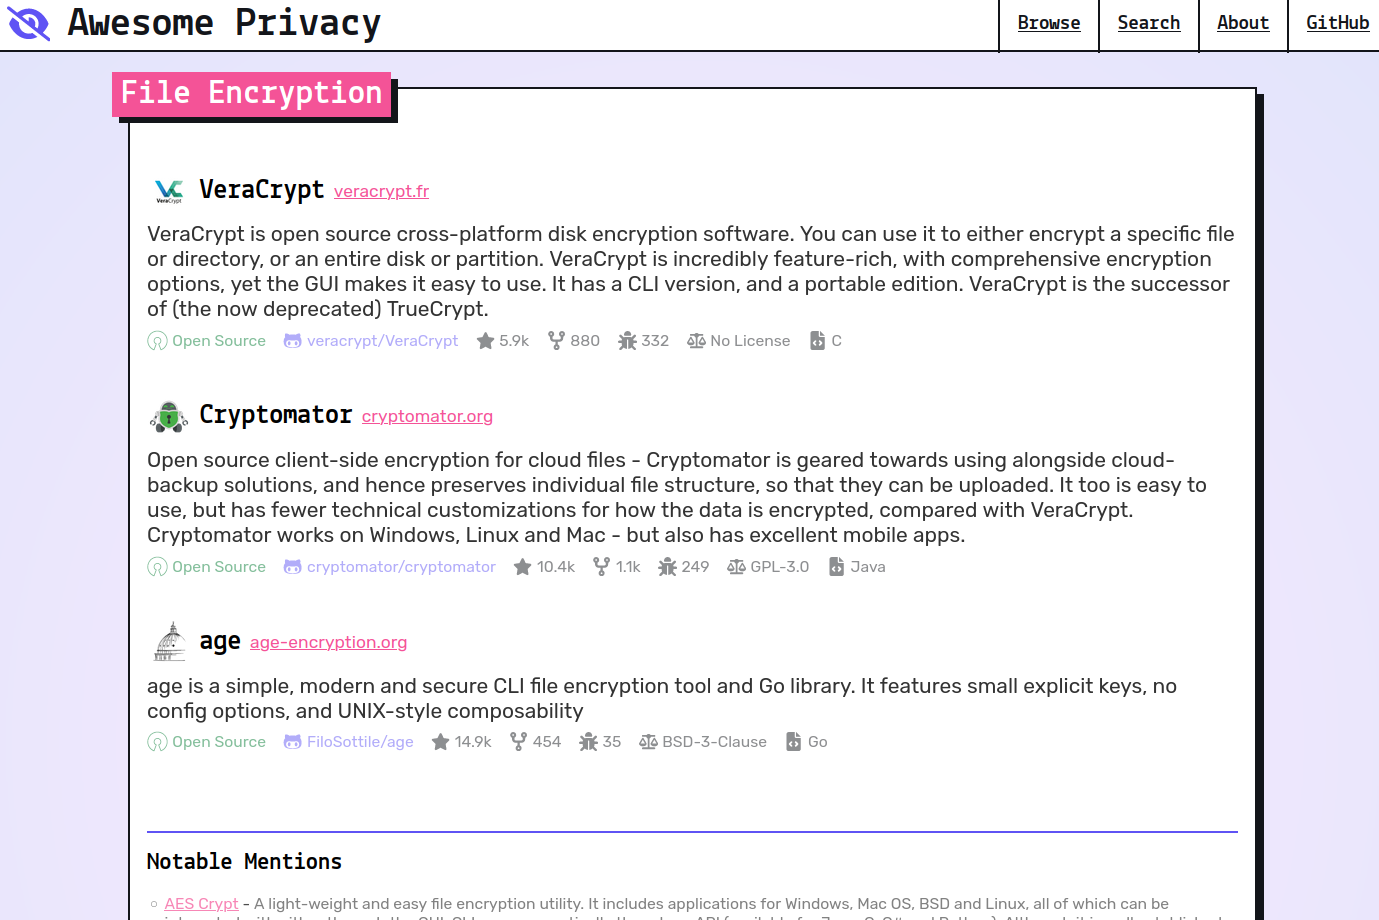 Awesome Privacy
Browse
Search
About
GitHub
File Encryption
VeraCrypt veracrypt.fr
VeraCrypt is open source cross-platform disk encryption software. You can use it to either encrypt a specific file
or directory, or an entire disk or partition. VeraCrypt is incredibly feature-rich, with comprehensive encryption
options, yet the GUI makes it easy to use. It has a CLI version, and a portable edition. VeraCrypt is the successor
of (the now deprecated) TrueCrypt.
Open Source veracrypt/VeraCrypt 5.9k 880 332 No License C
Cryptomator cryptomator.org
Open source client-side encryption for cloud files - Cryptomator is geared towards using alongside cloud-
backup solutions, and hence preserves individual file structure, so that they can be uploaded. It too is easy to
use, but has fewer technical customizations for how the data is encrypted, compared with VeraCrypt.
Cryptomator works on Windows, Linux and Mac - but also has excellent mobile apps.
Open Source cryptomator/cryptomator 10.4k 1.1k 249 GPL-3.0 Java
age age-encryption.org
age is a simple, modern and secure CLI file encryption tool and Go library. It features small explicit keys, no
config options, and UNIX-style composability
Open Source FiloSottile/age 14.9k 454 35 BSD-3-Clause Go
Notable Mentions
AES Crypt - A light-weight and easy file encryption utility. It includes applications for Windows, Mac OS, BSD and Linux, all of which can be